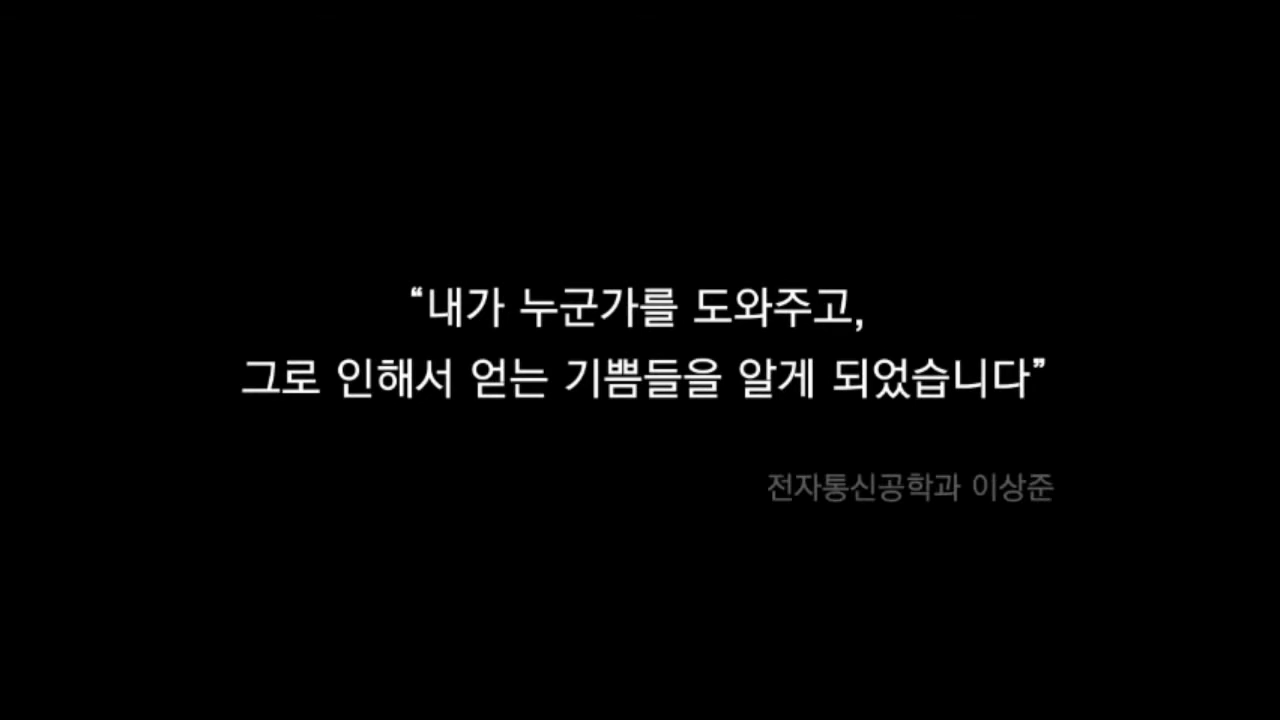 “내가 누군가를 도와주고,
그로 인해서 얻는 기쁨들을 알게 되었습니다”
전자통신공학과 이상준